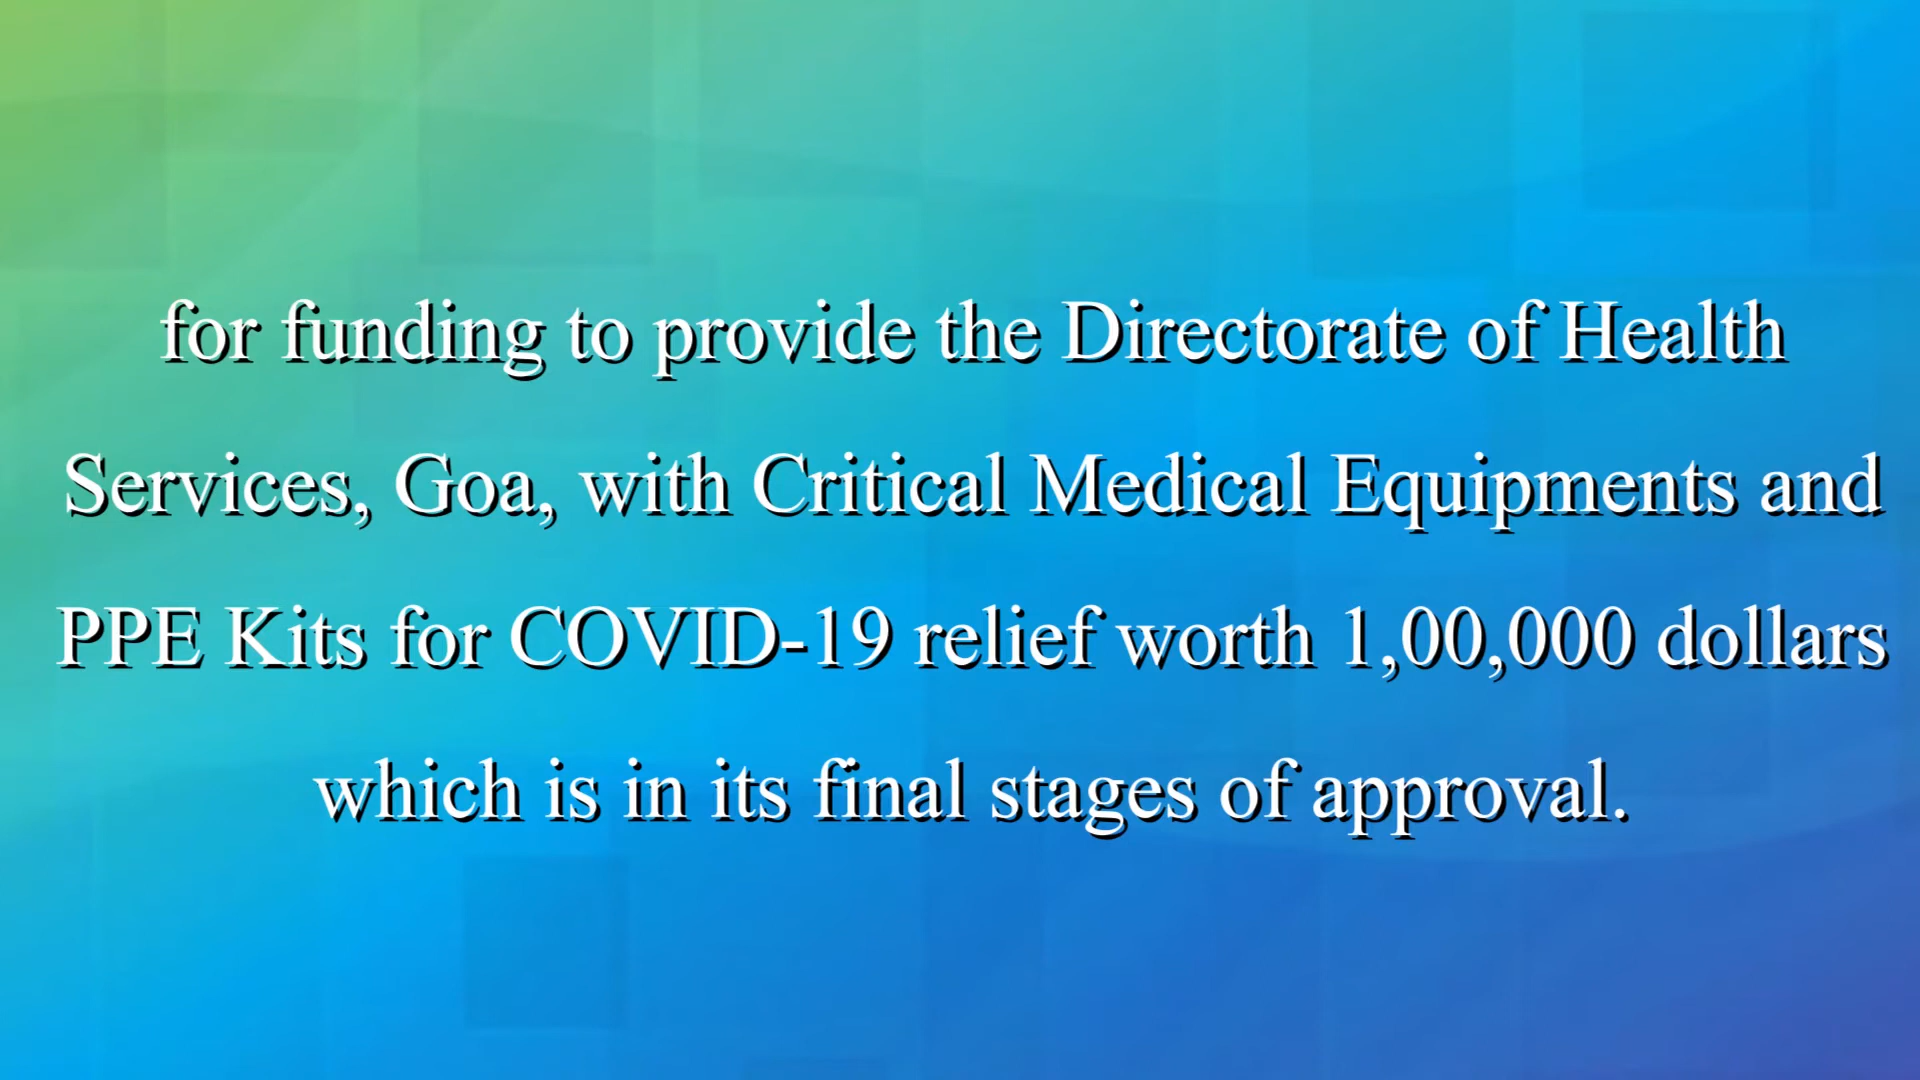 for funding to provide the Directorate of Health
Services, Goa, with Critical Medical Equipments and
PPE Kits for COVID-19 relief worth 1,00,000 dollars
which is in its final stages of approval.